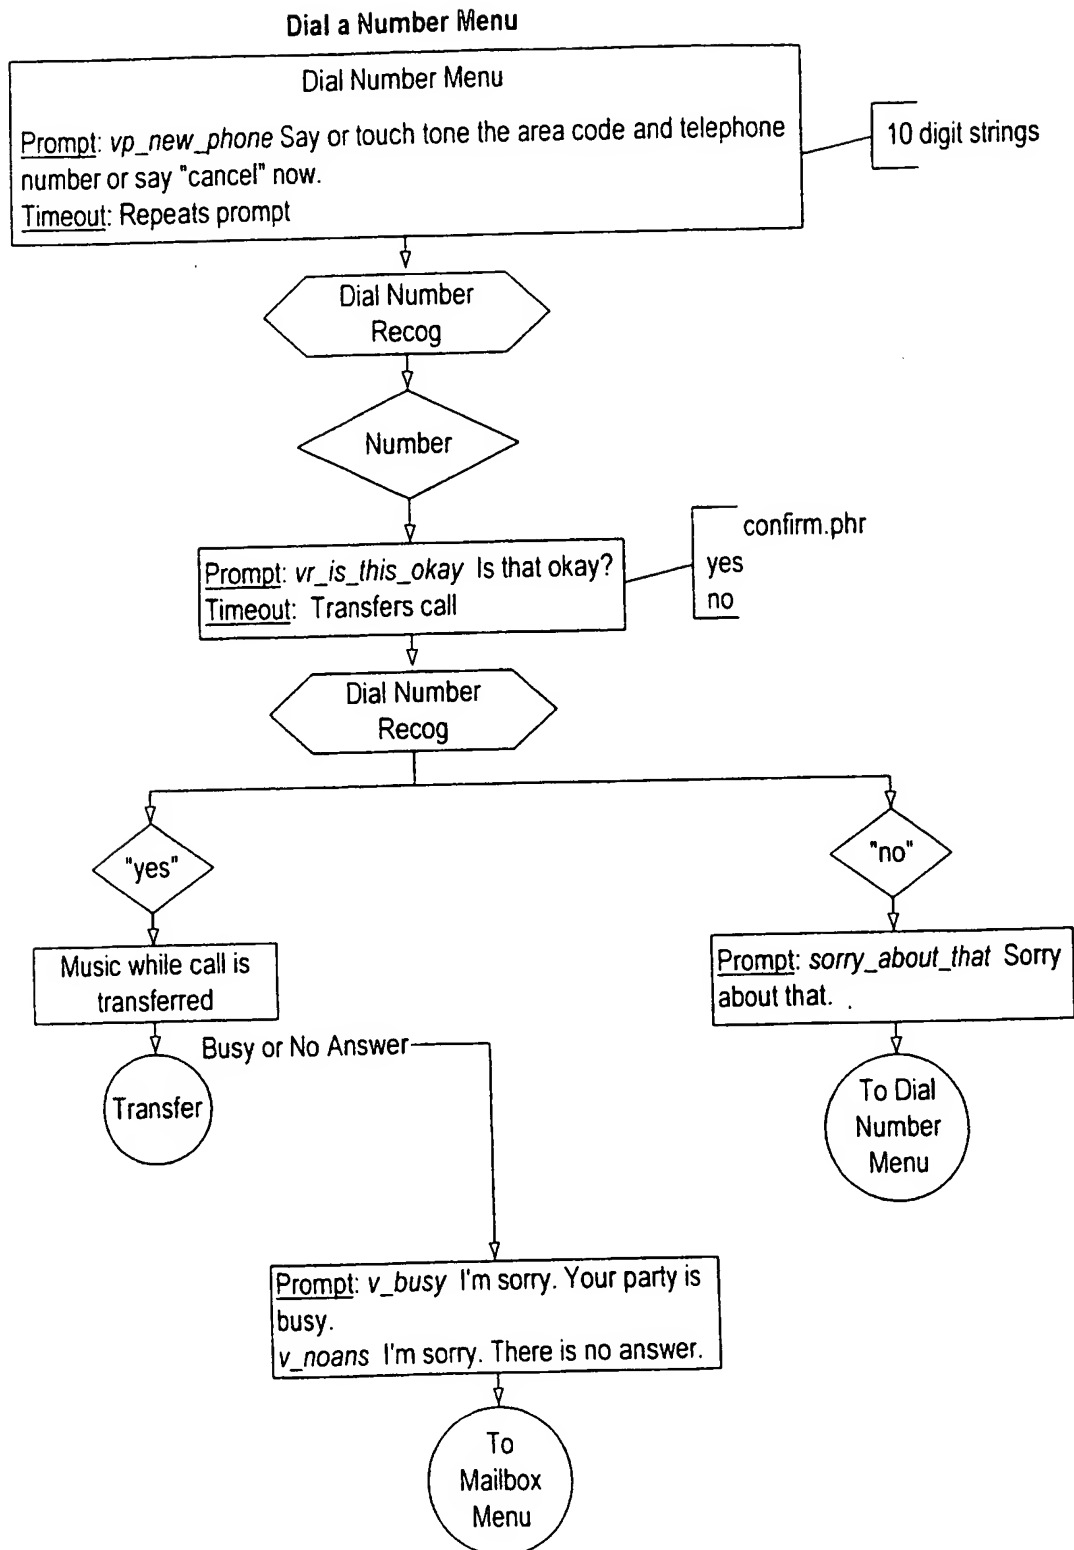 Dial a Number Menu
Dial Number Menu
Prompt: vp_new_phone Say or touch tone the area code and telephone
number or say "cancel" now.
Timeout: Repeats prompt
10 digit strings
Dial Number
Recog
Number
Prompt: vr_is_this_okay Is that okay?
Timeout: Transfers call
confirm.phr
yes
no
Dial Number
Recog
"yes"
"no"
Music while call is
transferred
Prompt: sorry_about_that Sorry
about that.
Busy or No Answer
Transfer
To Dial
Number
Menu
Prompt: v_busy I'm sorry. Your party is
busy.
v_noans I'm sorry. There is no answer.
To
Mailbox
Menu